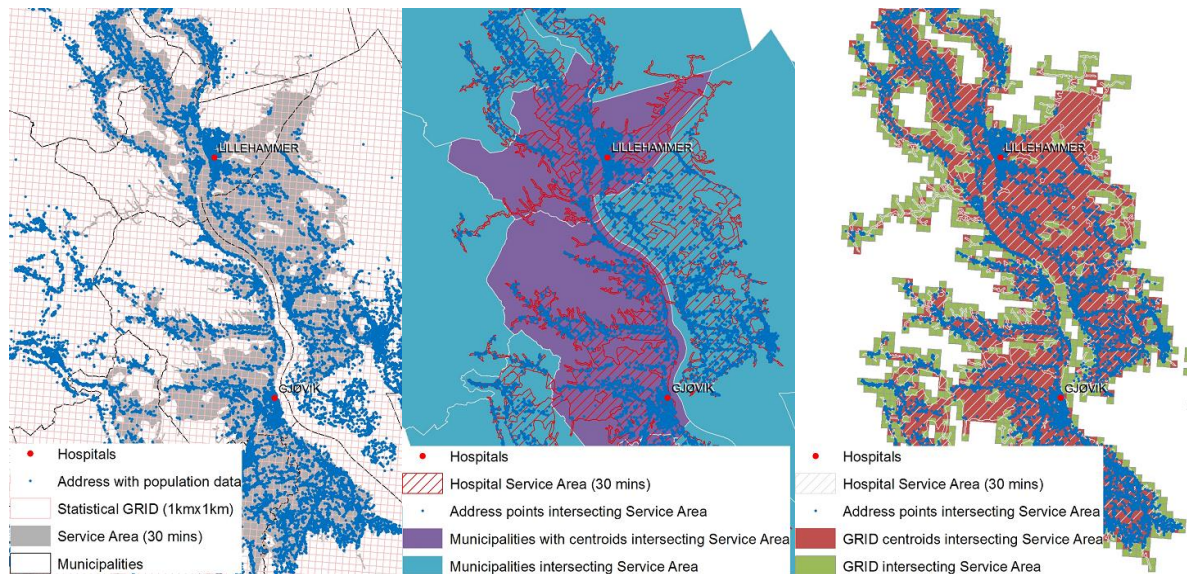 LILLEHAMMER
GJØVIK
Hospitals
Address with population data
Statistical GRID (1kmx1km)
Service Area (30 mins)
Municipalities
LILLEHAMMER
GJØVIK
Hospitals
Hospital Service Area (30 mins)
Address points intersecting Service Area
Municipalities with centroids intersecting Service Area
Municipalities intersecting Service Area
LILLEHAMMER
GJØVIK
Hospitals
Hospital Service Area (30 mins)
Address points intersecting Service Area
GRID centroids intersecting Service Area
GRID intersecting Service Area